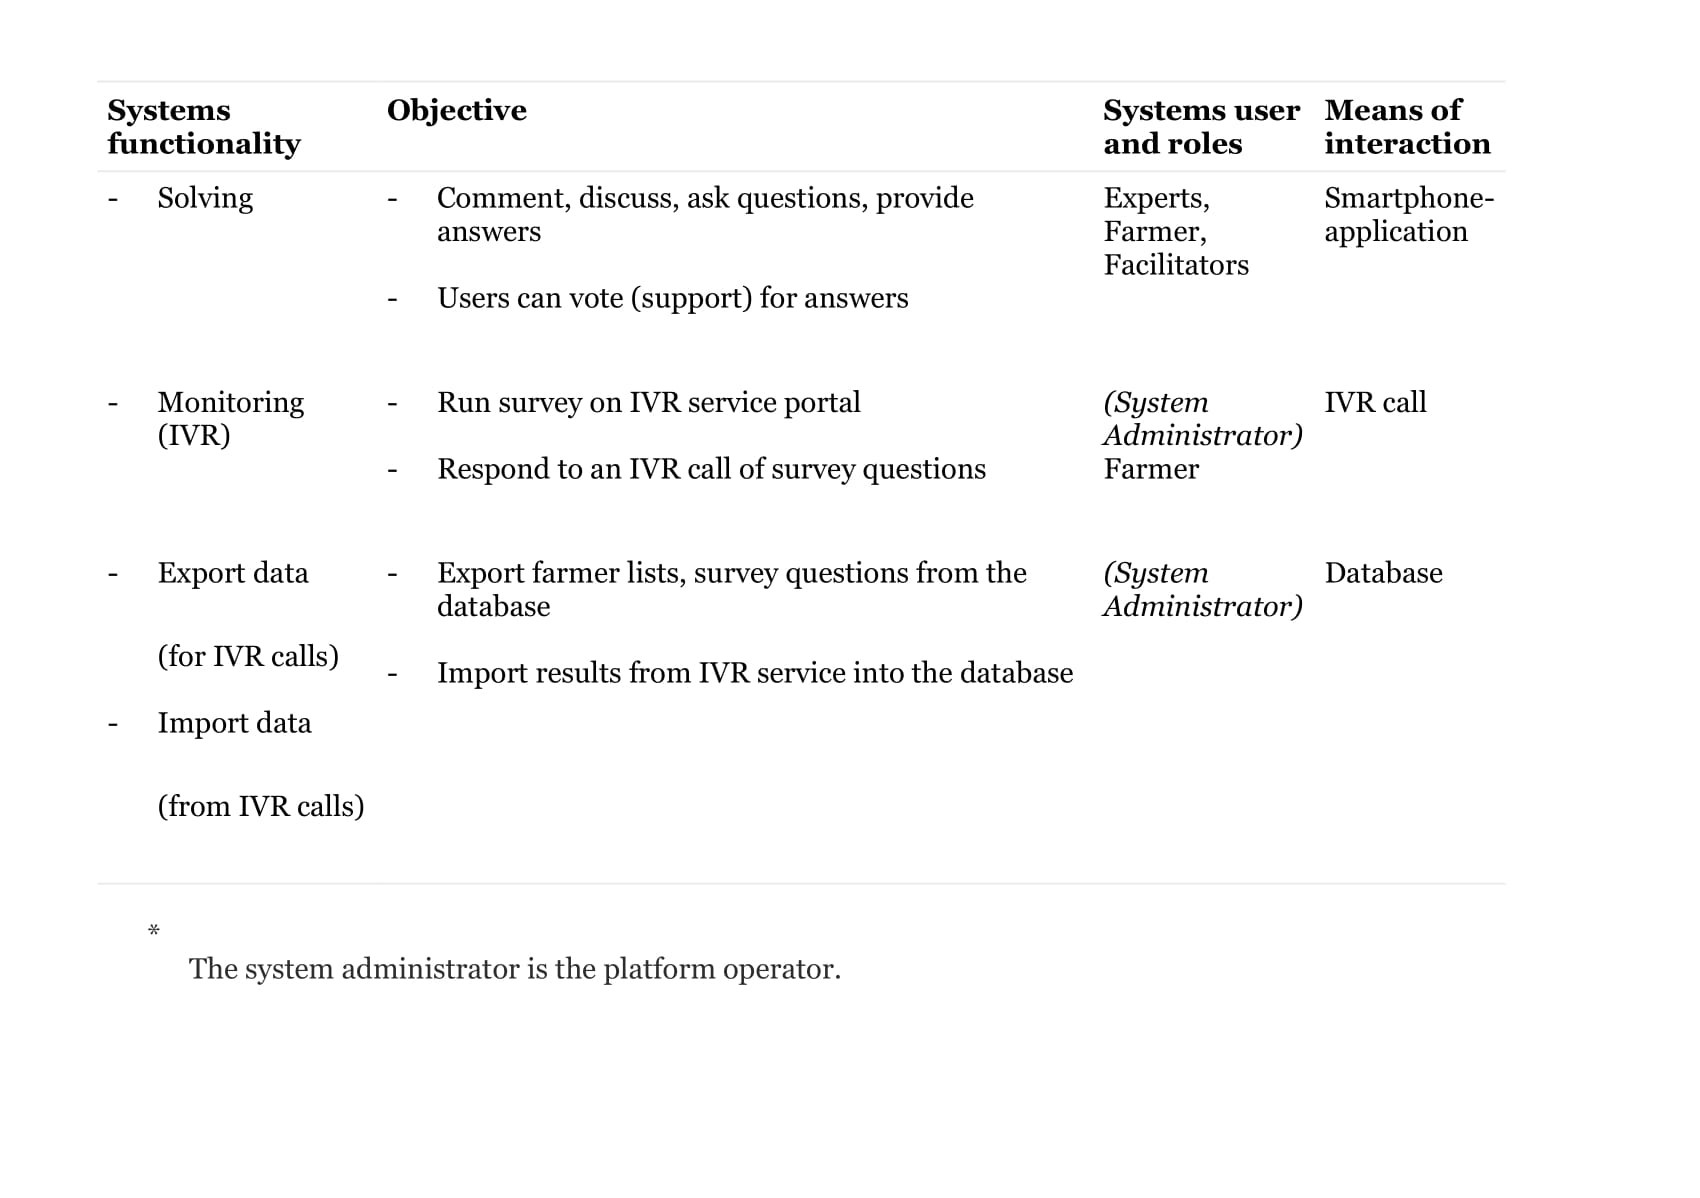 Systems functionality	Objective	Systems user and roles	Means of interaction
- Solving
- Comment, discuss, ask questions, provide
answers
- Users can vote (support) for answers
Experts,
Farmer,
Facilitators
Smartphone-
application
- Monitoring
(IVR)
- Run survey on IVR service portal
- Respond to an IVR call of survey questions
(System
Administrator)
Farmer
IVR call
- Export data
(for IVR calls)
- Import data
(from IVR calls)
- Export farmer lists, survey questions from the
database
- Import results from IVR service into the database
(System
Administrator)
Database
*
The system administrator is the platform operator.